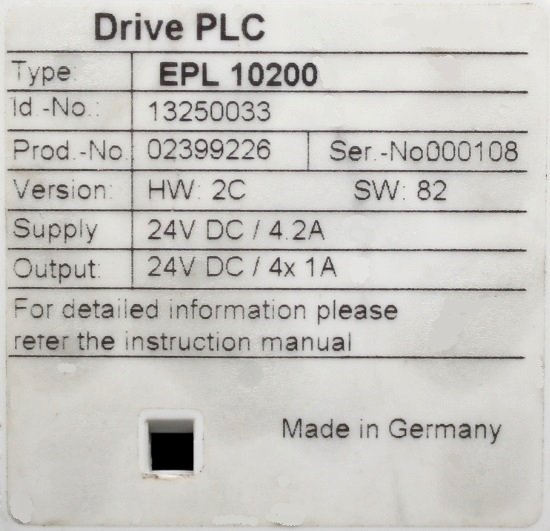 Drive PLC
Type: EPL 10200
Id.-No.: 13250033
Prod.-No 02399226 Ser.-No000108
Version: HW: 2C SW: 82
Supply 24V DC / 4.2A
Output: 24V DC / 4x 1A
For detailed information please
refer the instruction manual
Made in Germany